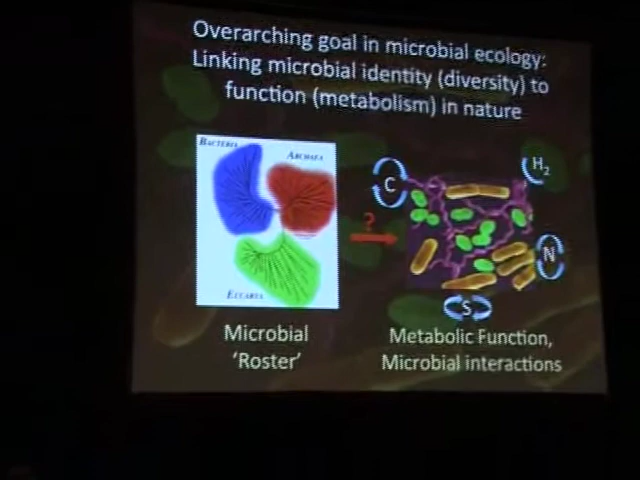 Overarching goal in microbial ecology:
Linking microbial identity (diversity) to
function (metabolism) in nature
BACTERIA
ARCHAEA
EUCARIA
C
H2
?
N
S
Microbial
'Roster'
Metabolic Function,
Microbial interactions